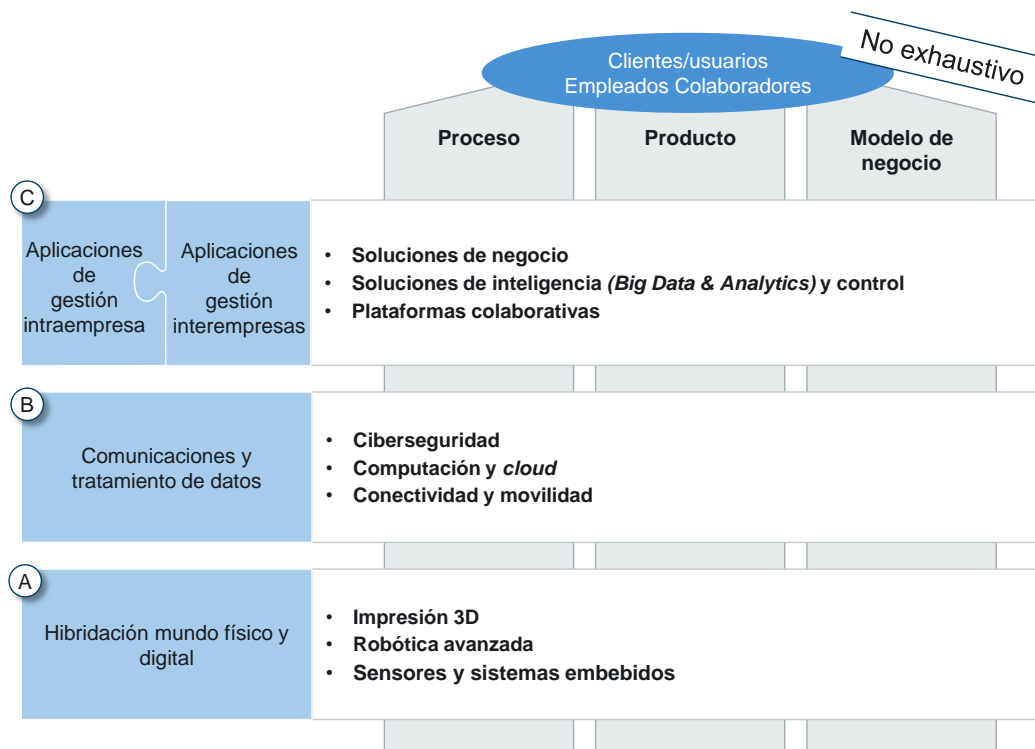 No exhaustivo
Clientes/usuarios
Empleados Colaboradores
Proceso
Producto
Modelo de
negocio
C
Aplicaciones
de
gestión
intraempresa
Aplicaciones
de
gestión
interempresas
• Soluciones de negocio
• Soluciones de inteligencia (Big Data & Analytics) y control
• Plataformas colaborativas
B
Comunicaciones y
tratamiento de datos
• Ciberseguridad
• Computación y cloud
• Conectividad y movilidad
A
Hibridación mundo físico y
digital
• Impresión 3D
• Robótica avanzada
• Sensores y sistemas embebidos